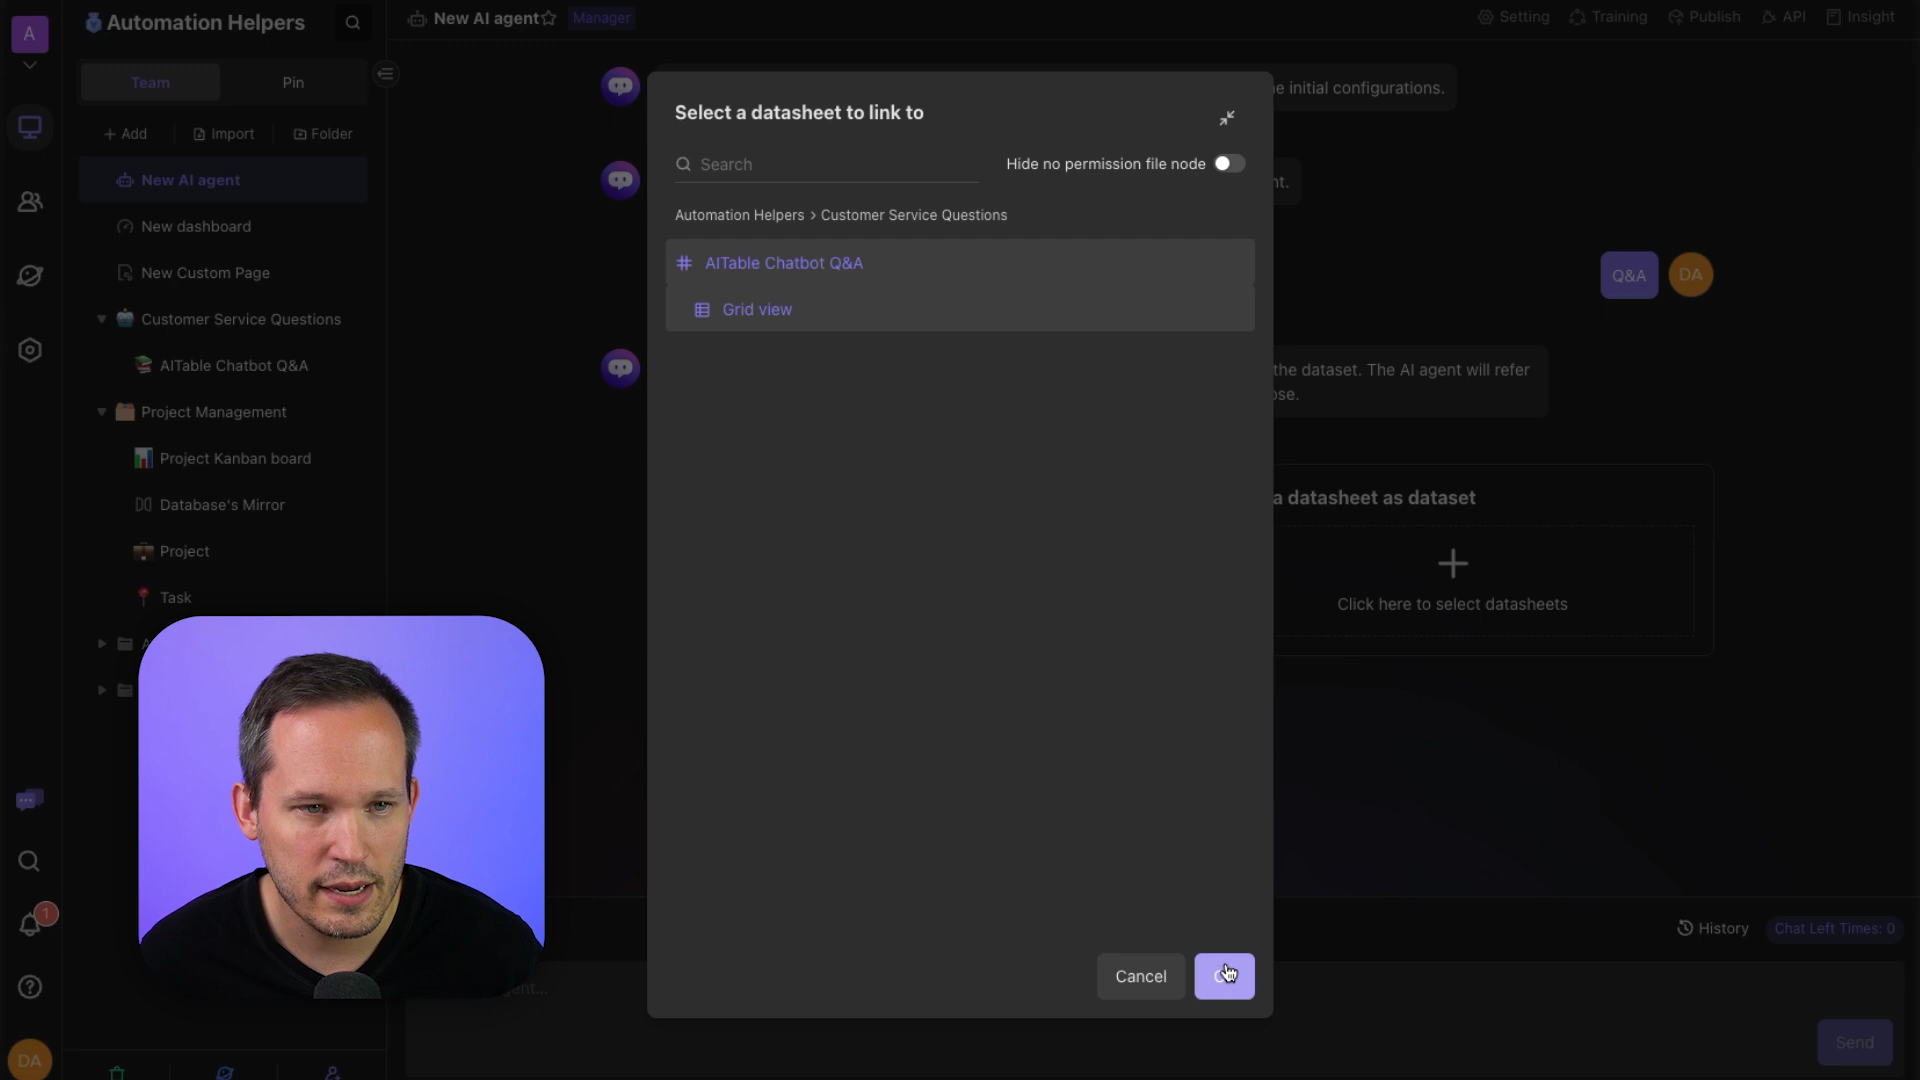 A
Automation Helpers
New AI agent
Manager
Setting
Training
Publish
API
Insight
Team
Pin
Add
Import
Folder
New AI agent
New dashboard
New Custom Page
Customer Service Questions
AITable Chatbot Q&A
Project Management
Project Kanban board
Database's Mirror
Project
Task
e initial configurations.
nt.
Q&A
DA
the dataset. The AI agent will refer
ose.
a datasheet as dataset
Click here to select datasheets
Select a datasheet to link to
Search
Hide no permission file node
Automation Helpers > Customer Service Questions
AITable Chatbot Q&A
Grid view
Cancel
History
Chat Left Times: 0
Send
1
DA